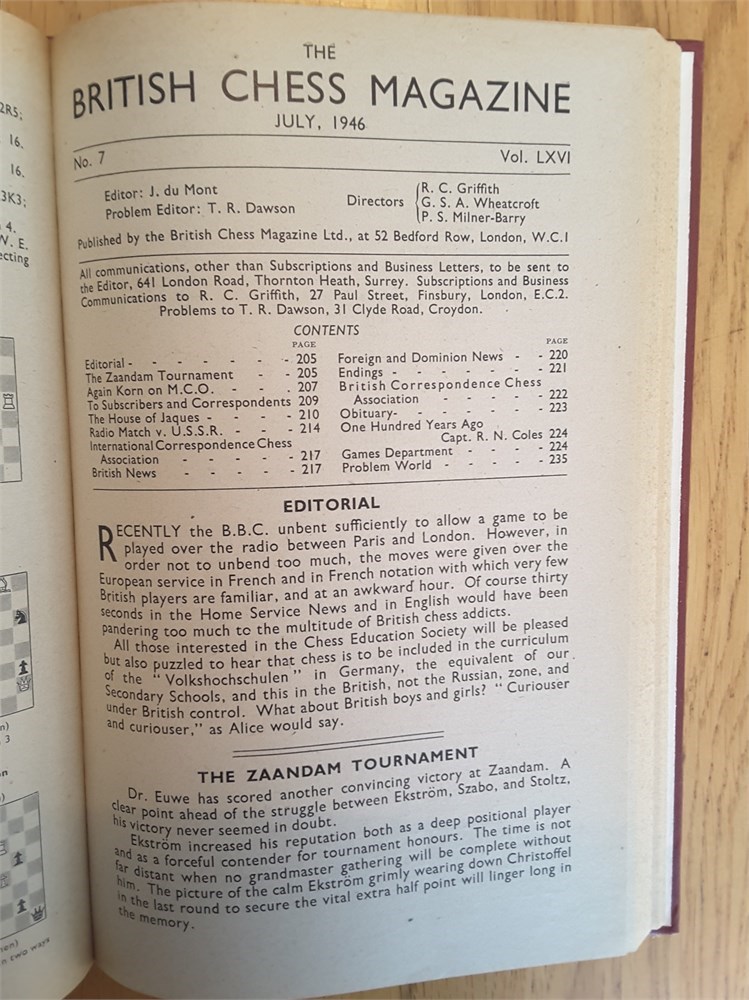 2R5;
16.
16.
3K3;
4.
W. E.
ecting
3
THE
BRITISH CHESS MAGAZINE
JULY, 1946
No. 7 Vol. LXVI
Editor: J. du Mont
Problem Editor: T. R. Dawson
Directors
R. C. Griffith
G. S. A. Wheatcroft
P. S. Milner-Barry
Published by the British Chess Magazine Ltd., at 52 Bedford Row, London, W.C.1
All communications, other than Subscriptions and Business Letters, to be sent to
the Editor, 641 London Road, Thornton Heath, Surrey. Subscriptions and Business
Communications to R. C. Griffith, 27 Paul Street, Finsbury, London, E.C.2.
Problems to T. R. Dawson, 31 Clyde Road, Croydon.
CONTENTS
PAGE
Editorial - - - - - - - - 205
The Zaandam Tournament - - 205
Again Korn on M.C.O. - - - 207
To Subscribers and Correspondents 209
The House of Jaques - - - - 210
Radio Match v. U.S.S.R. - - - 214
International Correspondence Chess
Association - - - - - 217
British News - - - - - 217
PAGE
Foreign and Dominion News - - 220
Endings - - - - - - - 221
British Correspondence Chess
Association - - - - - 222
Obituary- - - - - - - 223
One Hundred Years Ago
Capt. R. N. Coles 224
Games Department - - - - 224
Problem World - - - - - 235
EDITORIAL
RECENTLY the B.B.C. unbent sufficiently to allow a game to be
played over the radio between Paris and London. However, in
order not to unbend too much, the moves were given over the
European service in French and in French notation with which very few
British players are familiar, and at an awkward hour. Of course thirty
seconds in the Home Service News and in English would have been
pandering too much to the multitude of British chess addicts.
All those interested in the Chess Education Society will be pleased
but also puzzled to hear that chess is to be included in the curriculum
of the " Volkshochschulen " in Germany, the equivalent of our
Secondary Schools, and this in the British, not the Russian, zone, and
under British control. What about British boys and girls? " Curiouser
and curiouser," as Alice would say.
THE ZAANDAM TOURNAMENT
Dr. Euwe has scored another convincing victory at Zaandam. A
clear point ahead of the struggle between Ekström, Szabo, and Stoltz,
his victory never seemed in doubt.
Ekström increased his reputation both as a deep positional player
and as a forceful contender for tournament honours. The time is not
far distant when no grandmaster gathering will be complete without
him. The picture of the calm Ekström grimly wearing down Christoffel
in the last round to secure the vital extra half point will linger long in
the memory.